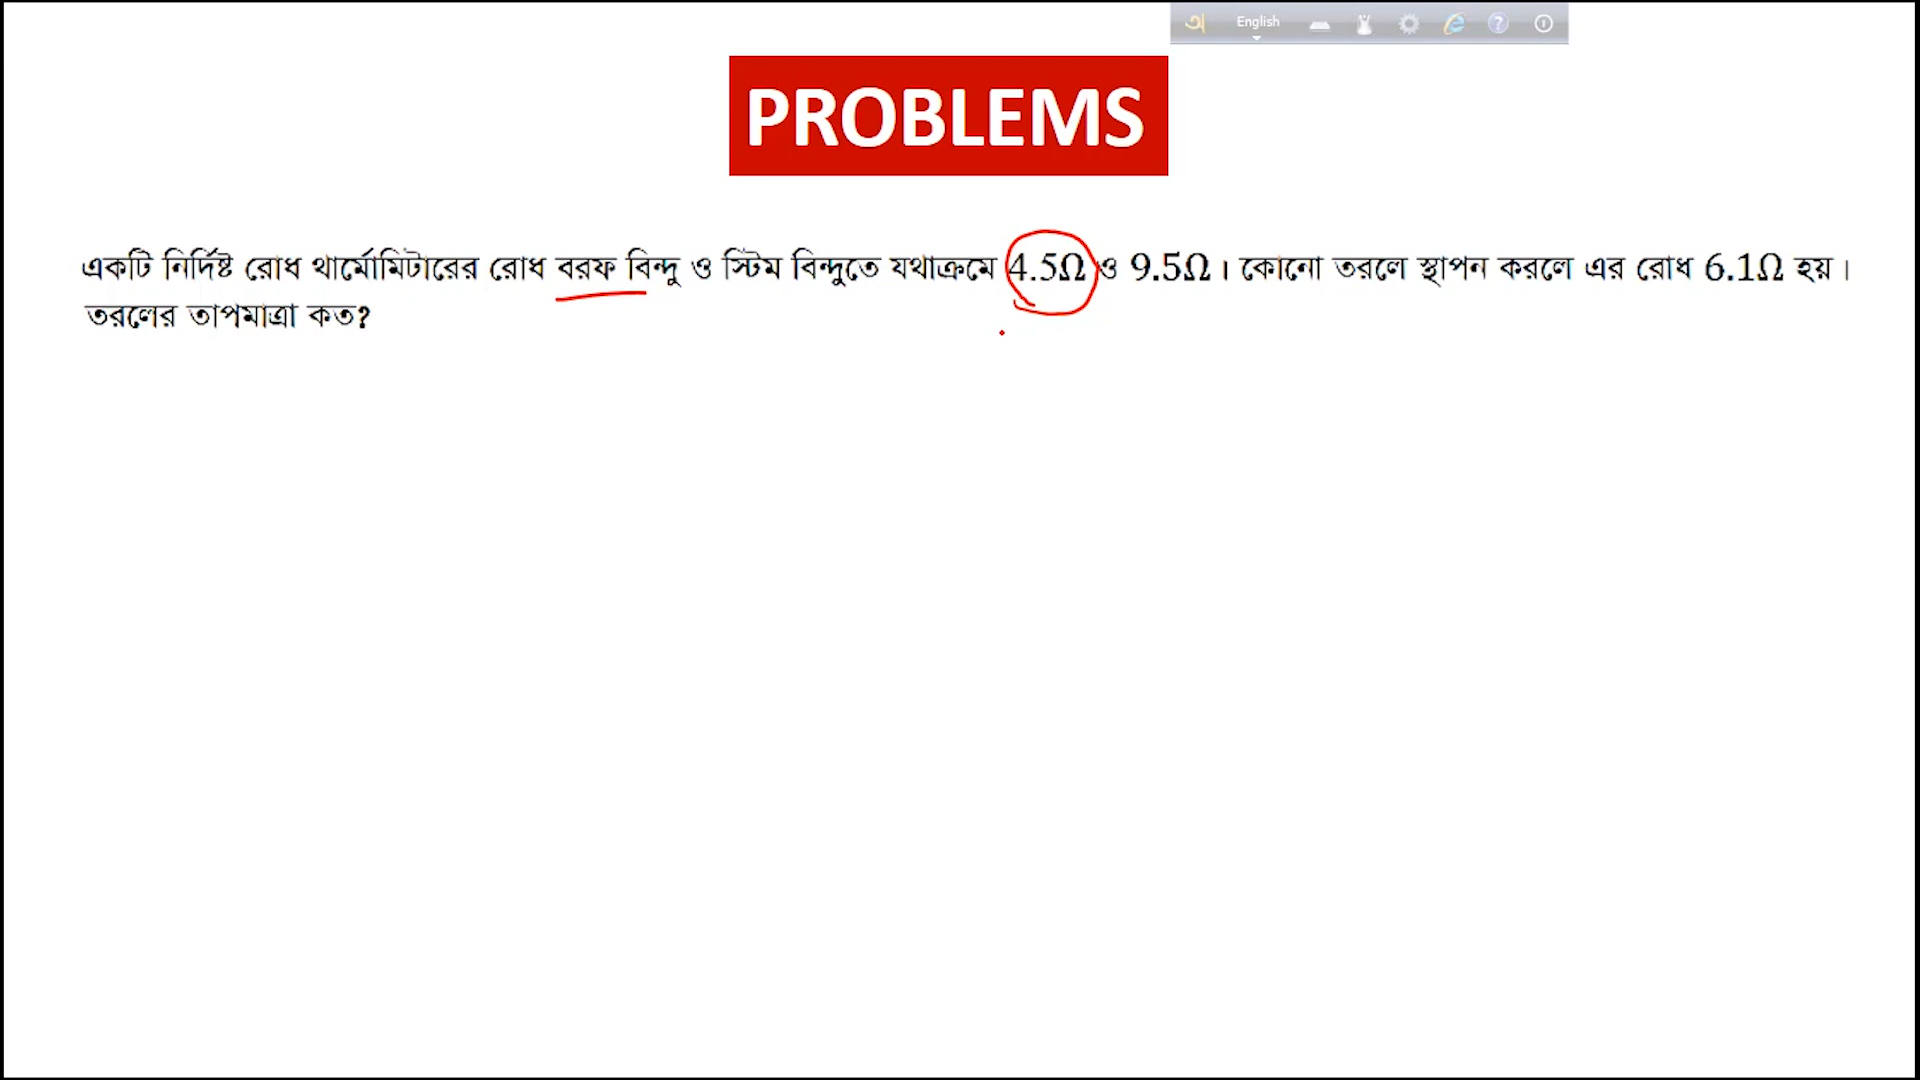 অ English
PROBLEMS
একটি নির্দিষ্ট রোধ থার্মোমিটারের রোধ বরফ বিন্দু ও স্টিম বিন্দুতে যথাক্রমে 4.5Ω ও 9.5Ω। কোনো তরলে স্থাপন করলে এর রোধ 6.1Ω হয়।
তরলের তাপমাত্রা কত?